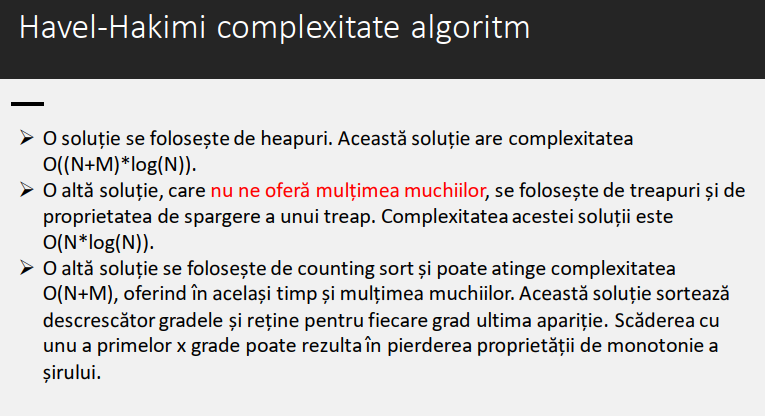 Havel-Hakimi complexitate algoritm
➢ O soluție se folosește de heapuri. Această soluție are complexitatea
O((N+M)*log(N)).
➢ O altă soluție, care nu ne oferă mulțimea muchiilor, se folosește de treapuri și de
proprietatea de spargere a unui treap. Complexitatea acestei soluții este
O(N*log(N)).
➢ O altă soluție se folosește de counting sort și poate atinge complexitatea
O(N+M), oferind în același timp și mulțimea muchiilor. Această soluție sortează
descrescător gradele și reține pentru fiecare grad ultima apariție. Scăderea cu
unu a primelor x grade poate rezulta în pierderea proprietății de monotonie a
șirului.